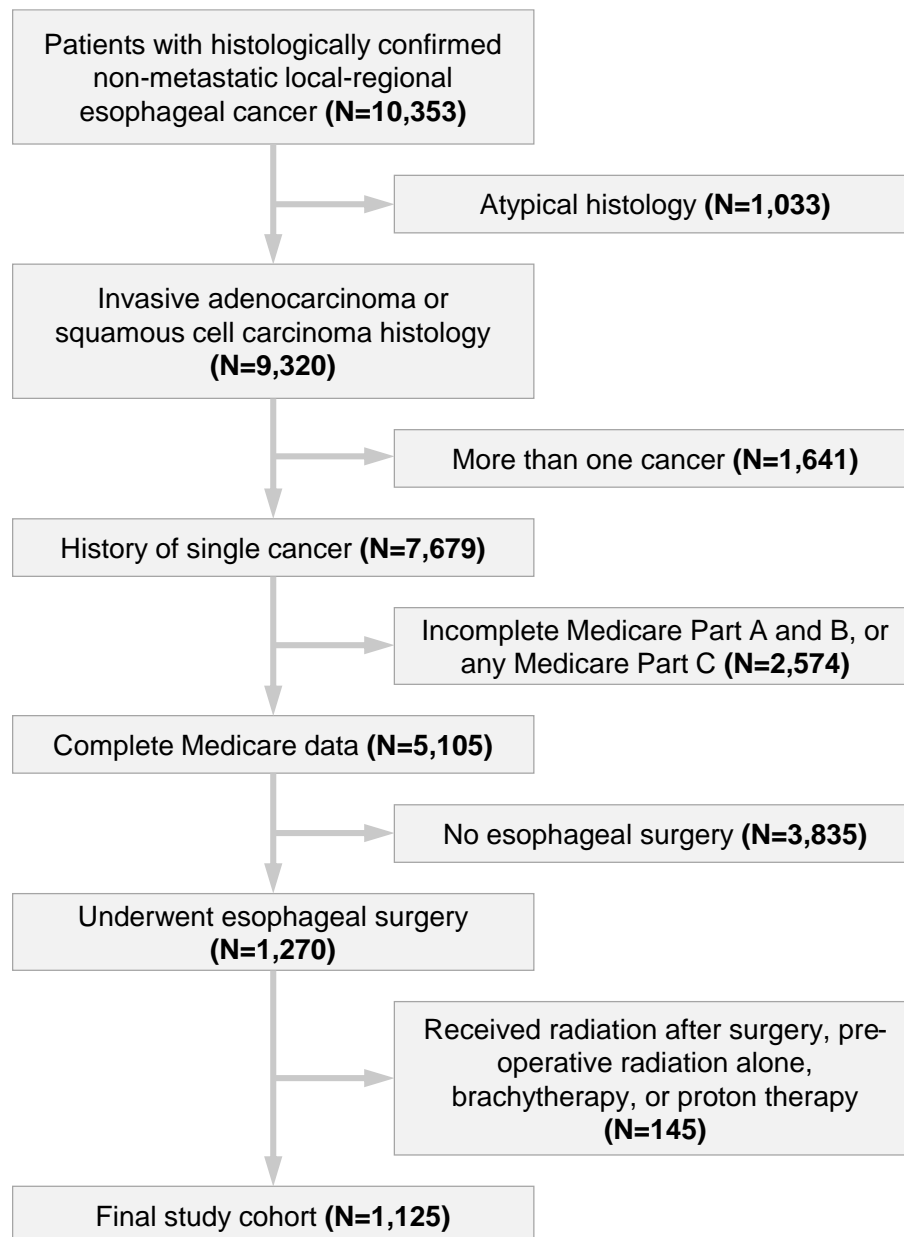 Patients with histologically confirmed
non-metastatic local-regional
esophageal cancer (N=10,353)
Atypical histology (N=1,033)
Invasive adenocarcinoma or
squamous cell carcinoma histology
(N=9,320)
More than one cancer (N=1,641)
History of single cancer (N=7,679)
Incomplete Medicare Part A and B, or
any Medicare Part C (N=2,574)
Complete Medicare data (N=5,105)
No esophageal surgery (N=3,835)
Underwent esophageal surgery
(N=1,270)
Received radiation after surgery, pre-
operative radiation alone,
brachytherapy, or proton therapy
(N=145)
Final study cohort (N=1,125)